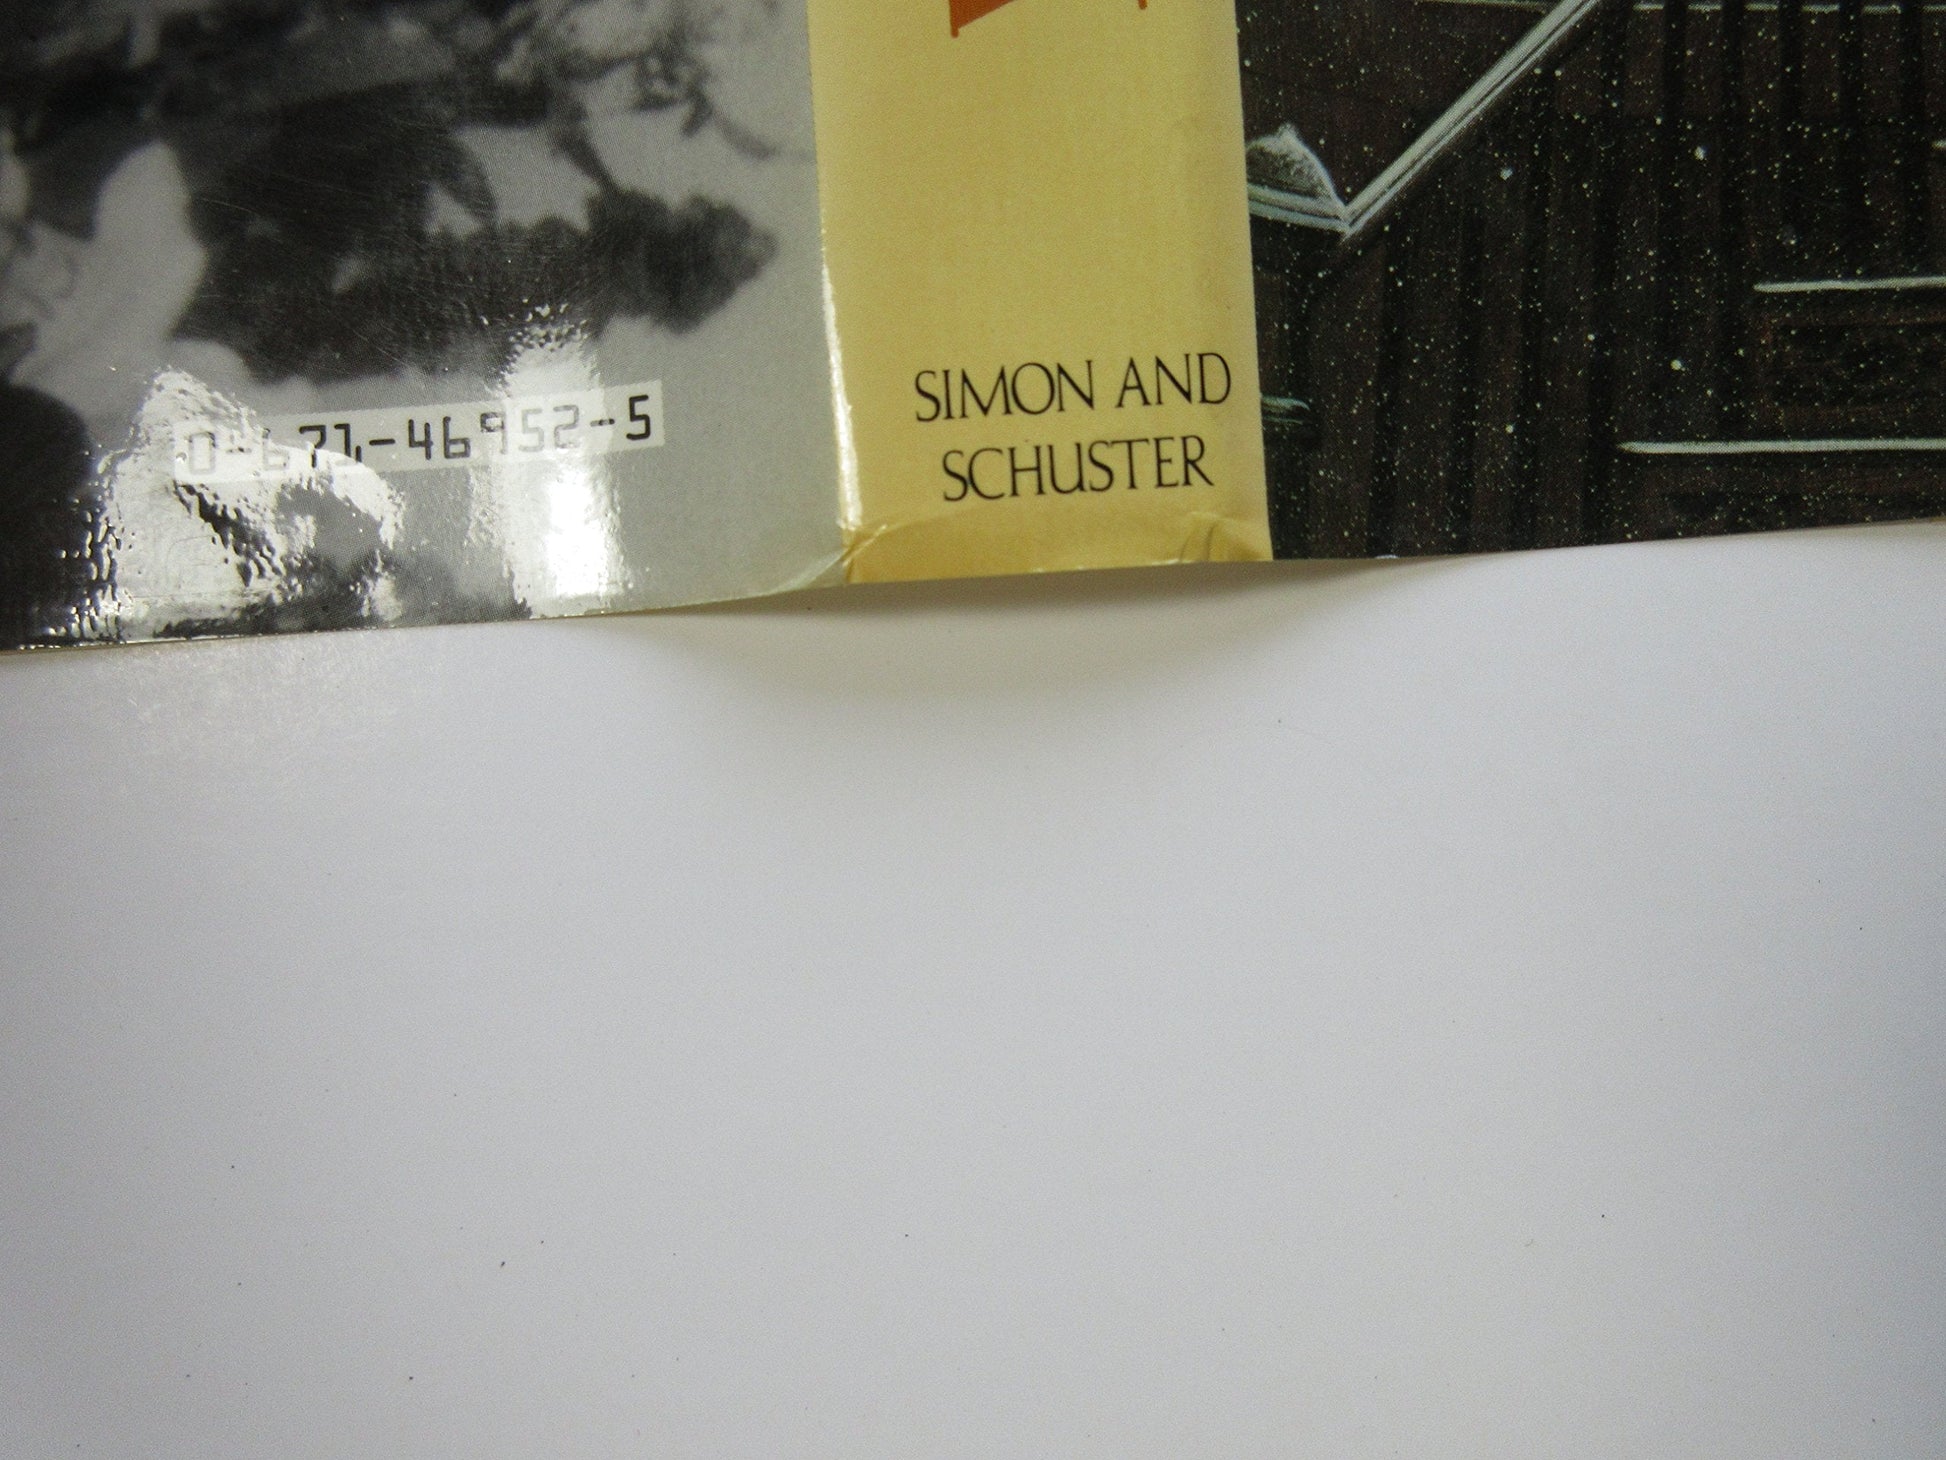 0-671-46952-5
SIMON AND
SCHUSTER